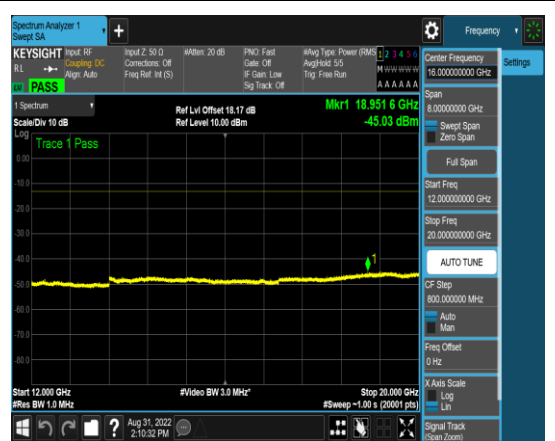 Spectrum Analyzer 1
Swept SA
+
Frequency
KEYSIGHT
RL
LW PASS
Input: RF
Coupling: DC
Align: Auto
Input Z: 50 Ω
Corrections: Off
Freq Ref: Int (S)
#Atten: 20 dB
PNO: Fast
Gate: Off
IF Gain: Low
Sig Track: Off
#Avg Type: Power (RMS
Avg|Hold: 5/5
Trig: Free Run
1 2 3 4 5 6
M W W W W W
A A A A A A
1 Spectrum
Scale/Div 10 dB
Ref Lvl Offset 18.17 dB
Ref Level 10.00 dBm
Mkr1 18.951 6 GHz
-45.03 dBm
Log
Trace 1 Pass
0.00
-10.0
-20.0
-30.0
-40.0
-50.0
-60.0
-70.0
-80.0
1
Start 12.000 GHz
#Res BW 1.0 MHz
#Video BW 3.0 MHz*
Stop 20.000 GHz
#Sweep ~1.00 s (20001 pts)
Aug 31, 2022
2:10:32 PM
?
Center Frequency
16.000000000 GHz
Span
8.00000000 GHz
Swept Span
Zero Span
Full Span
Start Freq
12.000000000 GHz
Stop Freq
20.000000000 GHz
AUTO TUNE
CF Step
800.000000 MHz
Auto
Man
Freq Offset
0 Hz
X Axis Scale
Log
Lin
Signal Track
(Span Zoom)
Settings